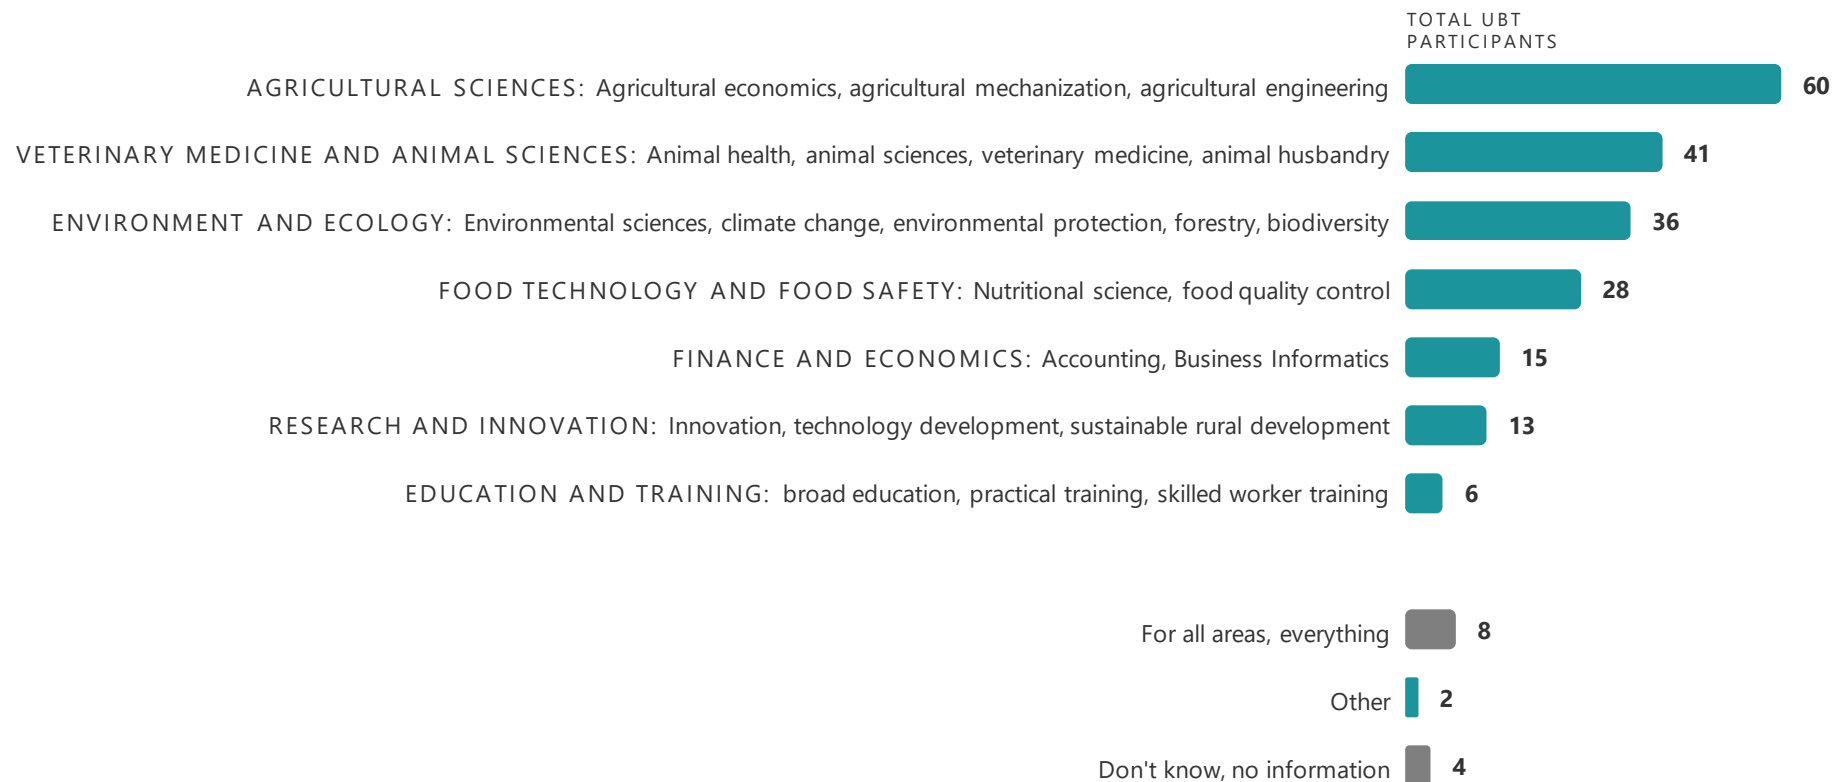 TOTAL UBT
PARTICIPANTS
AGRICULTURAL SCIENCES: Agricultural economics, agricultural mechanization, agricultural engineering 60
VETERINARY MEDICINE AND ANIMAL SCIENCES: Animal health, animal sciences, veterinary medicine, animal husbandry 41
ENVIRONMENT AND ECOLOGY: Environmental sciences, climate change, environmental protection, forestry, biodiversity 36
FOOD TECHNOLOGY AND FOOD SAFETY: Nutritional science, food quality control 28
FINANCE AND ECONOMICS: Accounting, Business Informatics 15
RESEARCH AND INNOVATION: Innovation, technology development, sustainable rural development 13
EDUCATION AND TRAINING: broad education, practical training, skilled worker training 6
For all areas, everything 8
Other 2
Don't know, no information 4